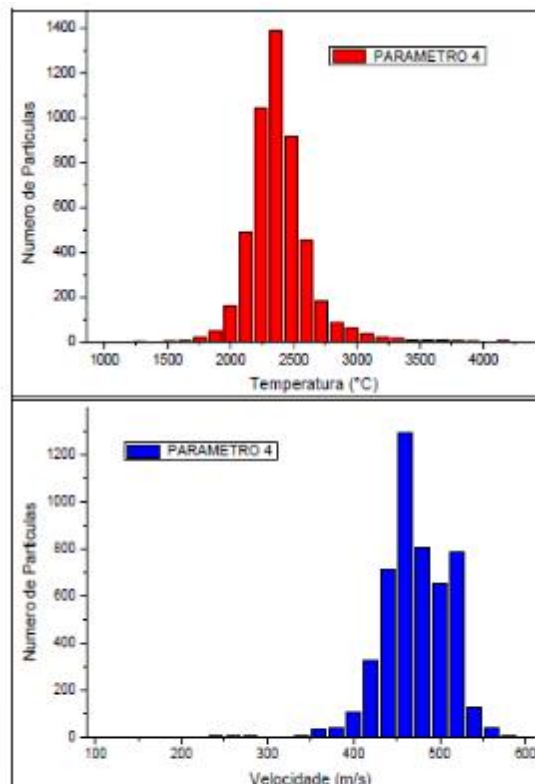 1400
1200
1000
800
600
400
200
0
Numero de Particulas
PARAMETRO 4
1000 1500 2000 2500 3000 3500 4000
Temperatura (°C)
1200
1000
800
600
400
200
0
Numero de Particulas
PARAMETRO 4
100 200 300 400 500 600
Velocidade (m/s)